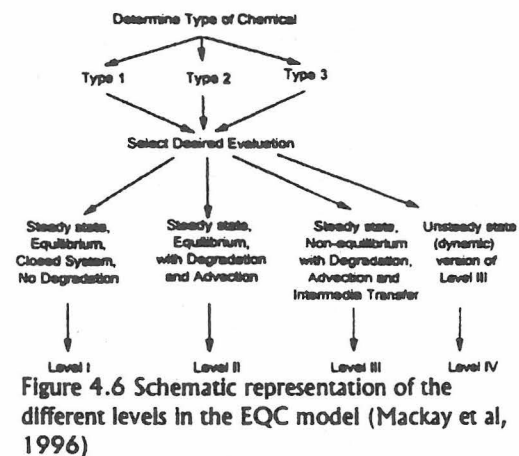 Determine Type of Chemical
Type 1
Type 2
Type 3
Select Desired Evaluation
Steady state,
Equilibrium,
Closed System,
No Degradation
Steady state,
Equilibrium,
with Degradation
and Advection
Steady state,
Non-equilibrium
with Degradation,
Advection and
Intermedia Transfer
Unsteady state
(dynamic)
version of
Level III
Level I
Level II
Level III
Level IV
Figure 4.6 Schematic representation of the
different levels in the EQC model (Mackay et al,
1996)